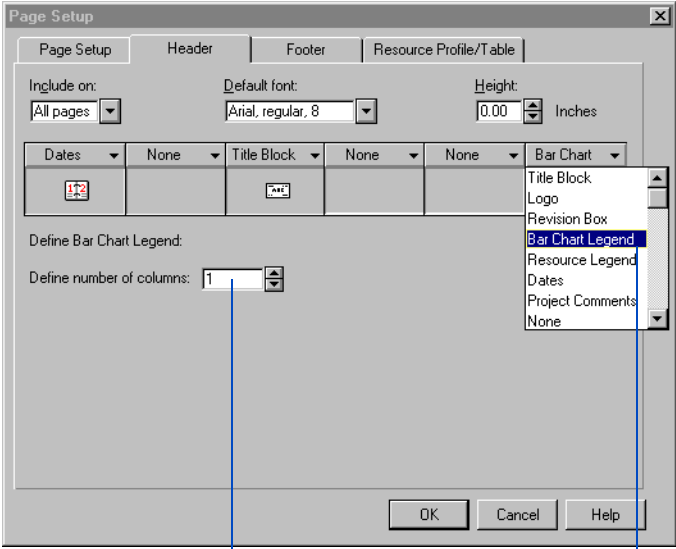 Page Setup
Page Setup Header Footer Resource Profile/Table
Include on: Default font: Height:
All pages Arial, regular, 8 0.00 Inches
Dates None Title Block None None Bar Chart
Title Block
Logo
Revision Box
Define Bar Chart Legend:
Bar Chart Legend
Resource Legend
Define number of columns: 1
Dates
Project Comments
None
OK Cancel Help